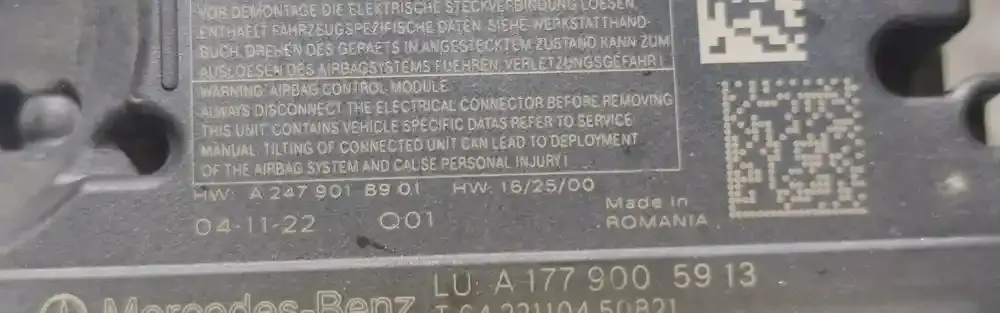 VOR DEMONTAGE DIE ELEKTRISCHE STECKVERBINDUNG LOESEN,
ENTHAELT FAHRZEUGSPEZIFISCHE DATEN. SIEHE WERKSTATTHAND-
BUCH. DREHEN DES GERAETS IN ANGESTECKTEM ZUSTAND KANN ZUM
AUSLOESEN DES AIRBAGSYSTEMS FUEHREN, VERLETZUNGSGEFAHR!
WARNING AIRBAG CONTROL MODULE
ALWAYS DISCONNECT THE ELECTRICAL CONNECTOR BEFORE REMOVING
THIS UNIT CONTAINS VEHICLE SPECIFIC DATAS REFER TO SERVICE
MANUAL TILTING OF CONNECTED UNIT CAN LEAD TO DEPLOYMENT
OF THE AIRBAG SYSTEM AND CALSE PERSONAL INJURY!
HW: A 247 901 89 01 HW: 16/25/00
04-11-22 Q01
Made in
ROMANIA
Mercedes-Benz
LU: A 177 900 59 13
T 64 221104 50821